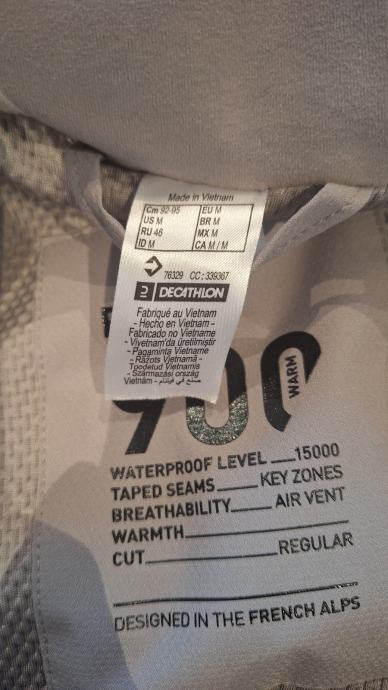 Made in Vietnam
Cm 92-95 EU M
US M BR M
RU 46 MX M
ID M CA M / M
76329 CC : 339367
DECATHLON
Fabriqué au Vietnam
- Hecho en Vietnam -
Fabricado no Vietname
- Viyetnam'da üretilmiştir
- Pagaminta Vietname
- Ražots Vietnamā -
Toodetud Vietnamis
- Származási ország
Vietnám - صنع في فيتنام
900
WARM
WATERPROOF LEVEL 15000
TAPED SEAMS KEY ZONES
BREATHABILITY AIR VENT
WARMTH
CUT REGULAR
DESIGNED IN THE FRENCH ALPS